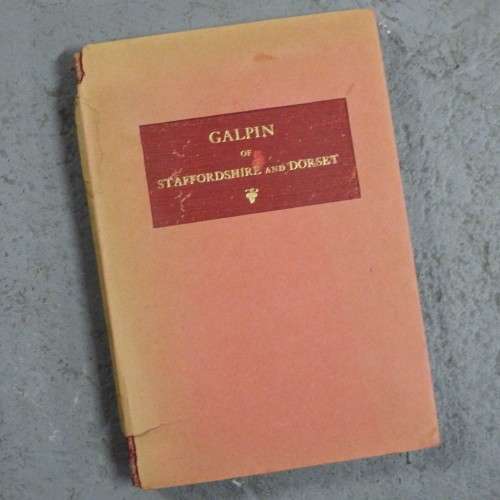 GALPIN
OF
STAFFORDSHIRE AND DORSET